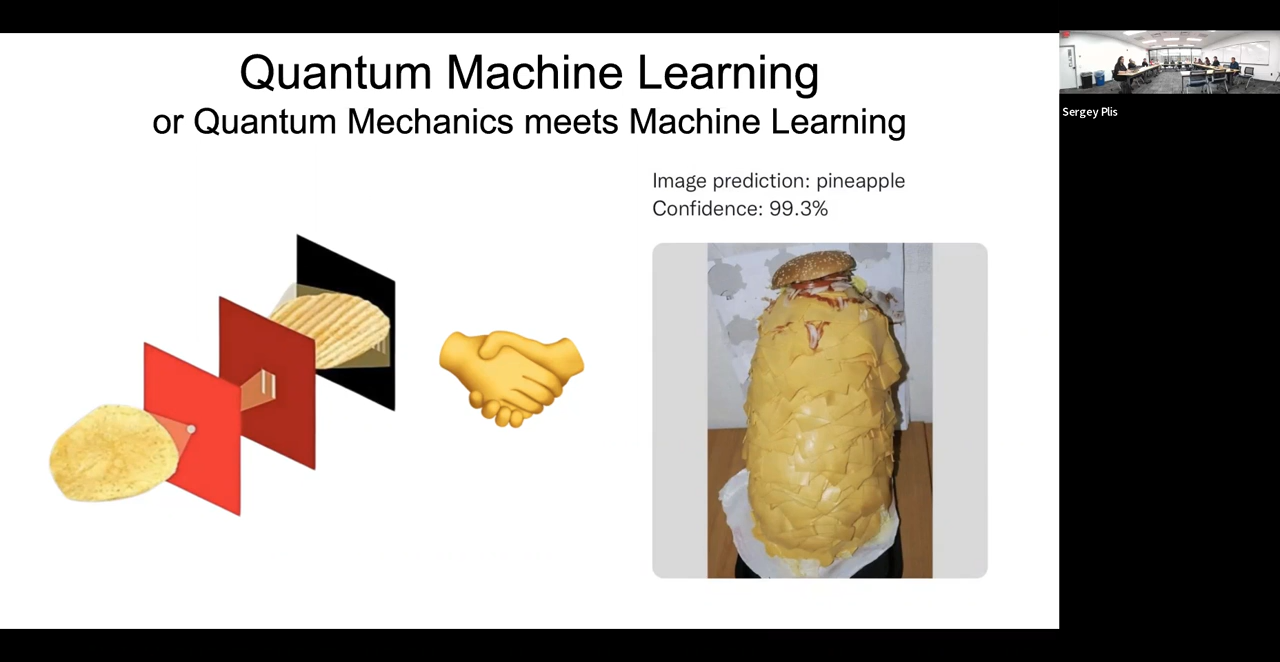 Quantum Machine Learning
or Quantum Mechanics meets Machine Learning
Image prediction: pineapple
Confidence: 99.3%
Sergey Plis